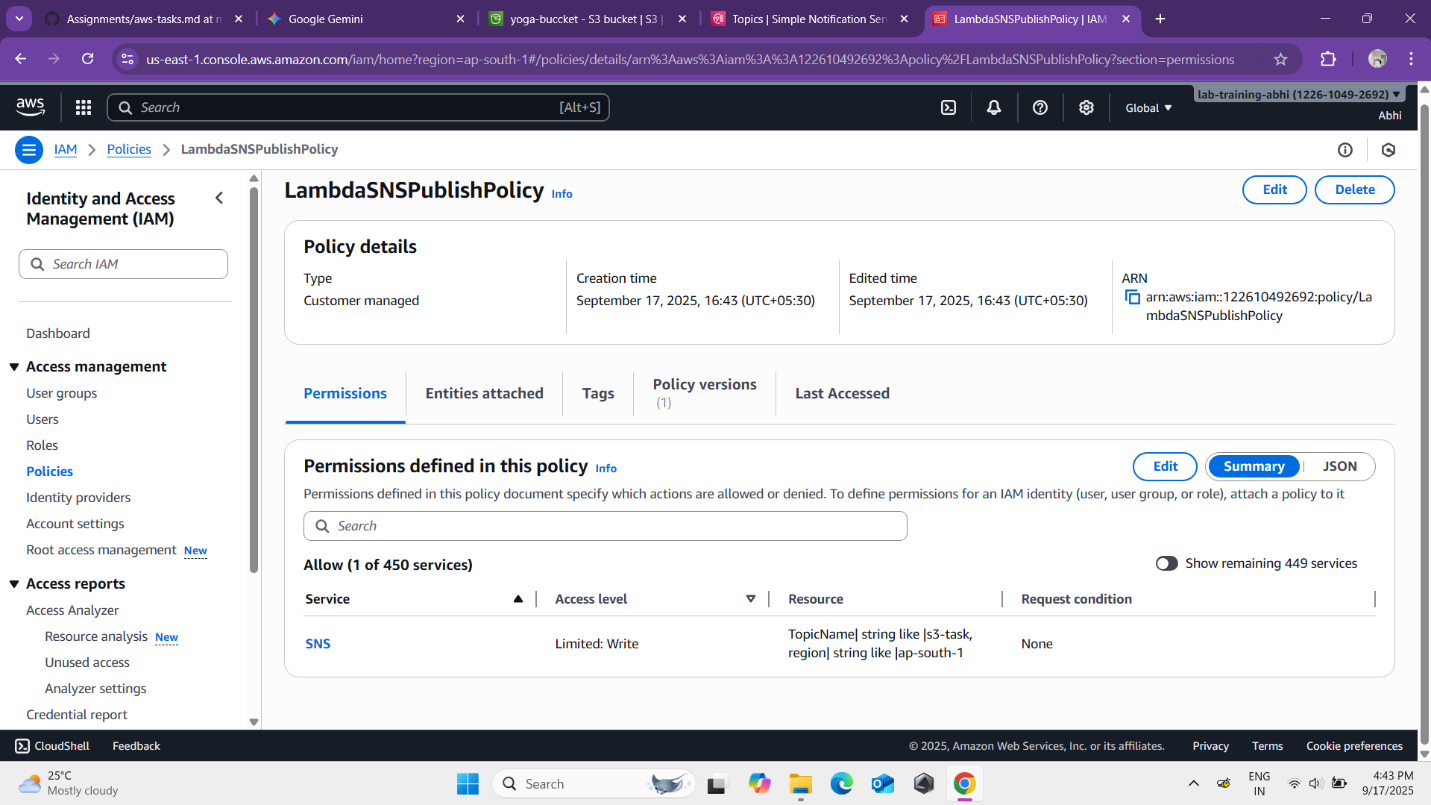 Assignments/aws-tasks.md at n
Google Gemini
yoga-buccket - S3 bucket | S3 |
Topics | Simple Notification Serv
LambdaSNSPublishPolicy | IAM
us-east-1.console.aws.amazon.com/iam/home?region=ap-south-1#/policies/details/arn%3Aaws%3Aiam%3A%3A122610492692%3Apolicy%2FLambdaSNSPublishPolicy?section=permissions
aws
Search
[Alt+S]
Global
lab-training-abhi (1226-1049-2692)
Abhi
IAM
Policies
LambdaSNSPublishPolicy
Identity and Access
Management (IAM)
Search IAM
Dashboard
Access management
User groups
Users
Roles
Policies
Identity providers
Account settings
Root access management New
Access reports
Access Analyzer
Resource analysis New
Unused access
Analyzer settings
Credential report
LambdaSNSPublishPolicy Info
Edit
Delete
Policy details
Type
Customer managed
Creation time
September 17, 2025, 16:43 (UTC+05:30)
Edited time
September 17, 2025, 16:43 (UTC+05:30)
ARN
arn:aws:iam::122610492692:policy/La
mbdaSNSPublishPolicy
Permissions
Entities attached
Tags
Policy versions
(1)
Last Accessed
Permissions defined in this policy Info
Edit
Summary
JSON
Permissions defined in this policy document specify which actions are allowed or denied. To define permissions for an IAM identity (user, user group, or role), attach a policy to it
Search
Allow (1 of 450 services)
Show remaining 449 services
Service
Access level
Resource
Request condition
SNS
Limited: Write
TopicName| string like |s3-task,
region| string like |ap-south-1
None
CloudShell
Feedback
© 2025, Amazon Web Services, Inc. or its affiliates.
Privacy
Terms
Cookie preferences
25°C
Mostly cloudy
Search
ENG
IN
4:43 PM
9/17/2025